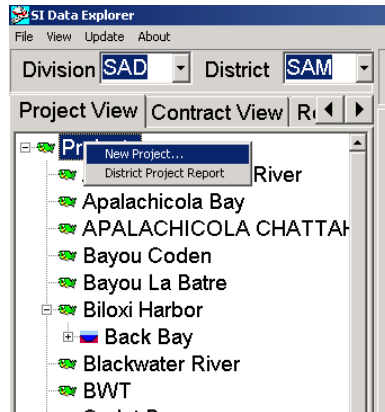 SI Data Explorer
File View Update About
Division SAD District SAM
Project View Contract View
New Project...
District Project Report
River
Apalachicola Bay
APALACHICOLA CHATTAH
Bayou Coden
Bayou La Batre
Biloxi Harbor
Back Bay
Blackwater River
BWT